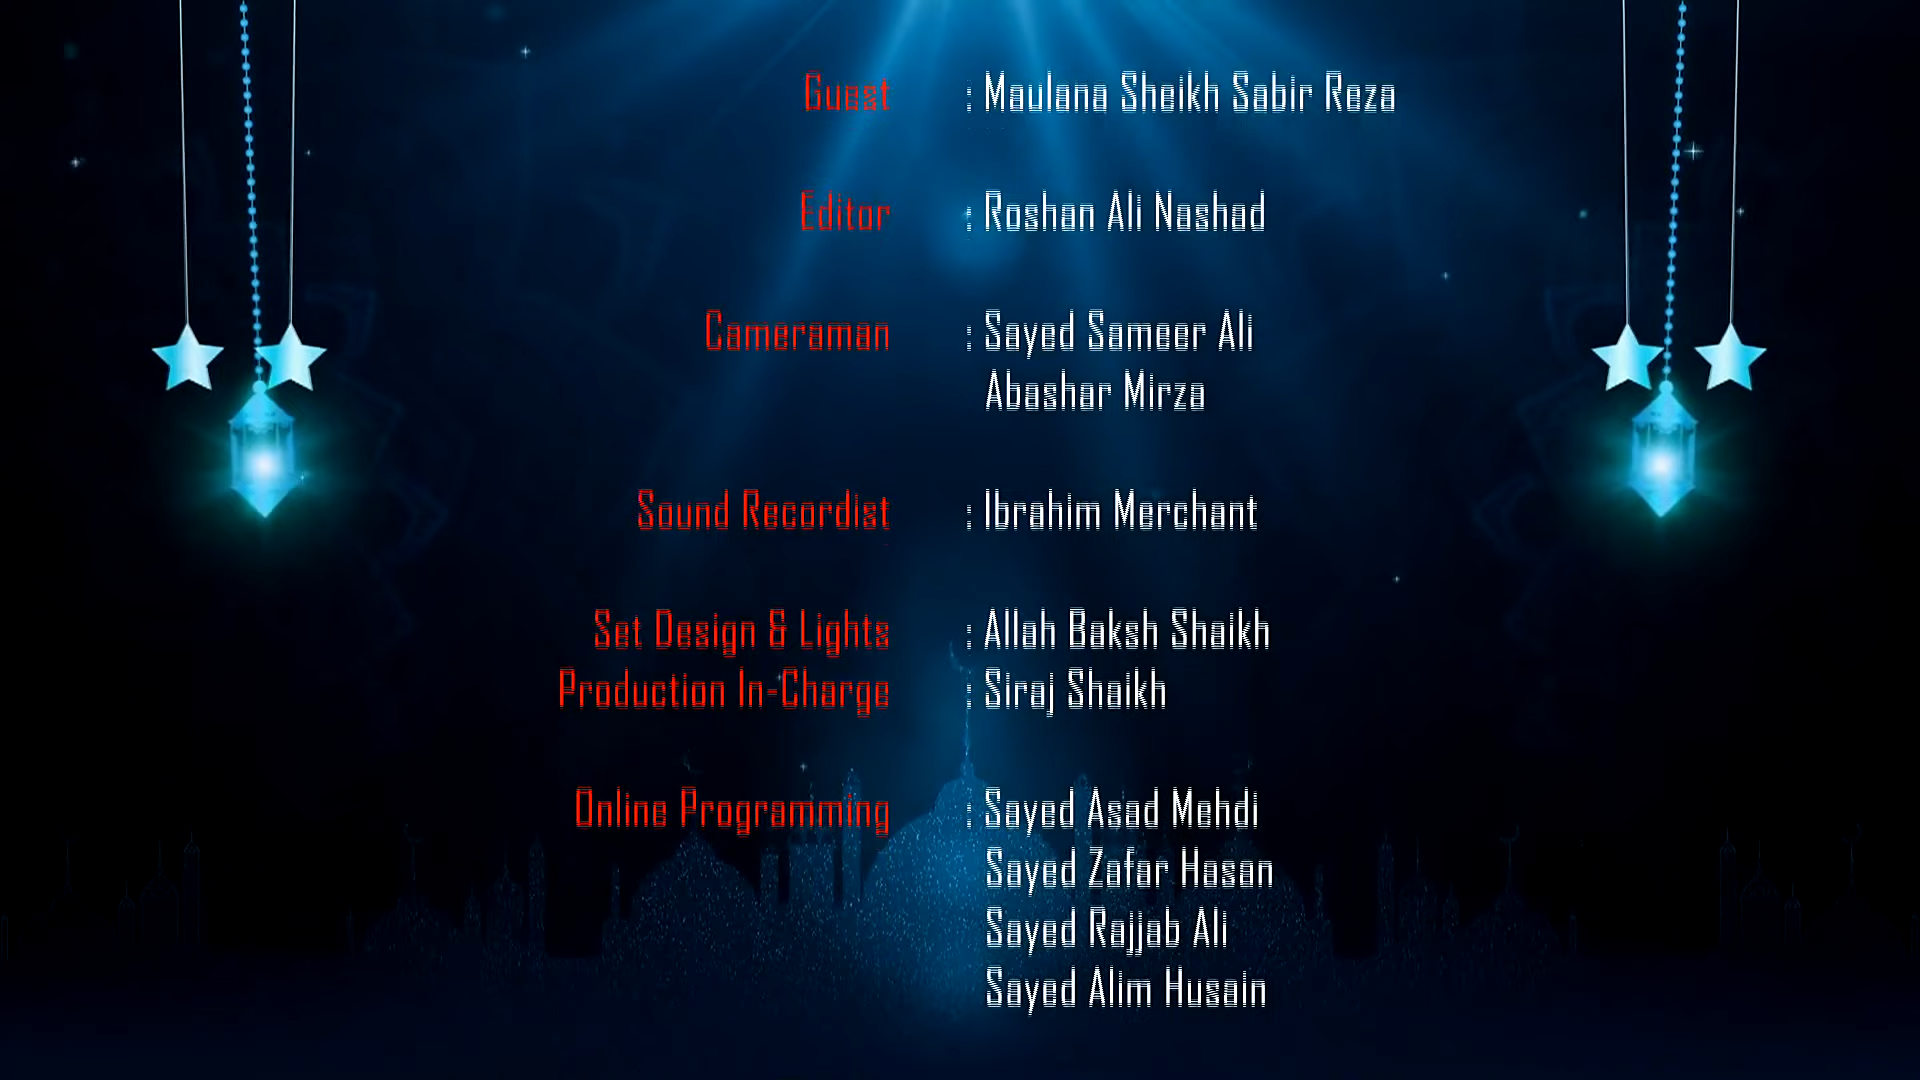 Guest : Maulana Sheikh Sabir Reza
Editor : Roshan Ali Nashad
Cameraman : Sayed Sameer Ali
Abashar Mirza
Sound Recordist : Ibrahim Merchant
Set Design & Lights : Allah Baksh Shaikh
Production In-Charge : Siraj Shaikh
Online Programming : Sayed Asad Mehdi
Sayed Zafar Hasan
Sayed Rajjab Ali
Sayed Alim Husain